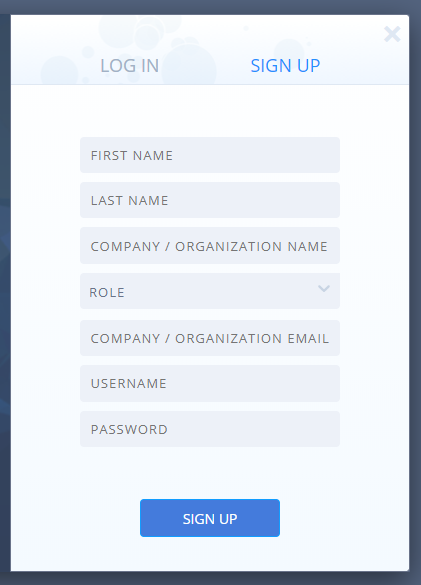 LOG IN
SIGN UP
FIRST NAME
LAST NAME
COMPANY / ORGANIZATION NAME
ROLE
COMPANY / ORGANIZATION EMAIL
USERNAME
PASSWORD
SIGN UP